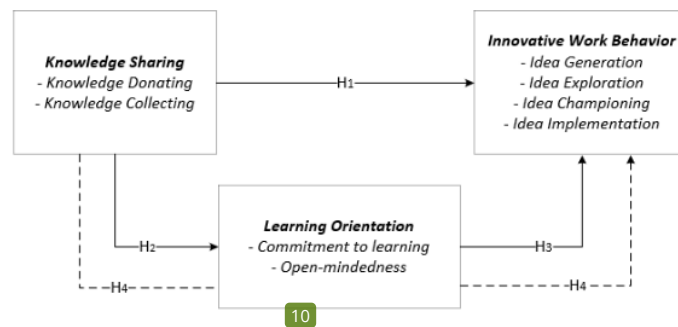 Knowledge Sharing
- Knowledge Donating
- Knowledge Collecting
H1
Innovative Work Behavior
- Idea Generation
- Idea Exploration
- Idea Championing
- Idea Implementation
H2
Learning Orientation
- Commitment to learning
- Open-mindedness
H3
H4
H4
10